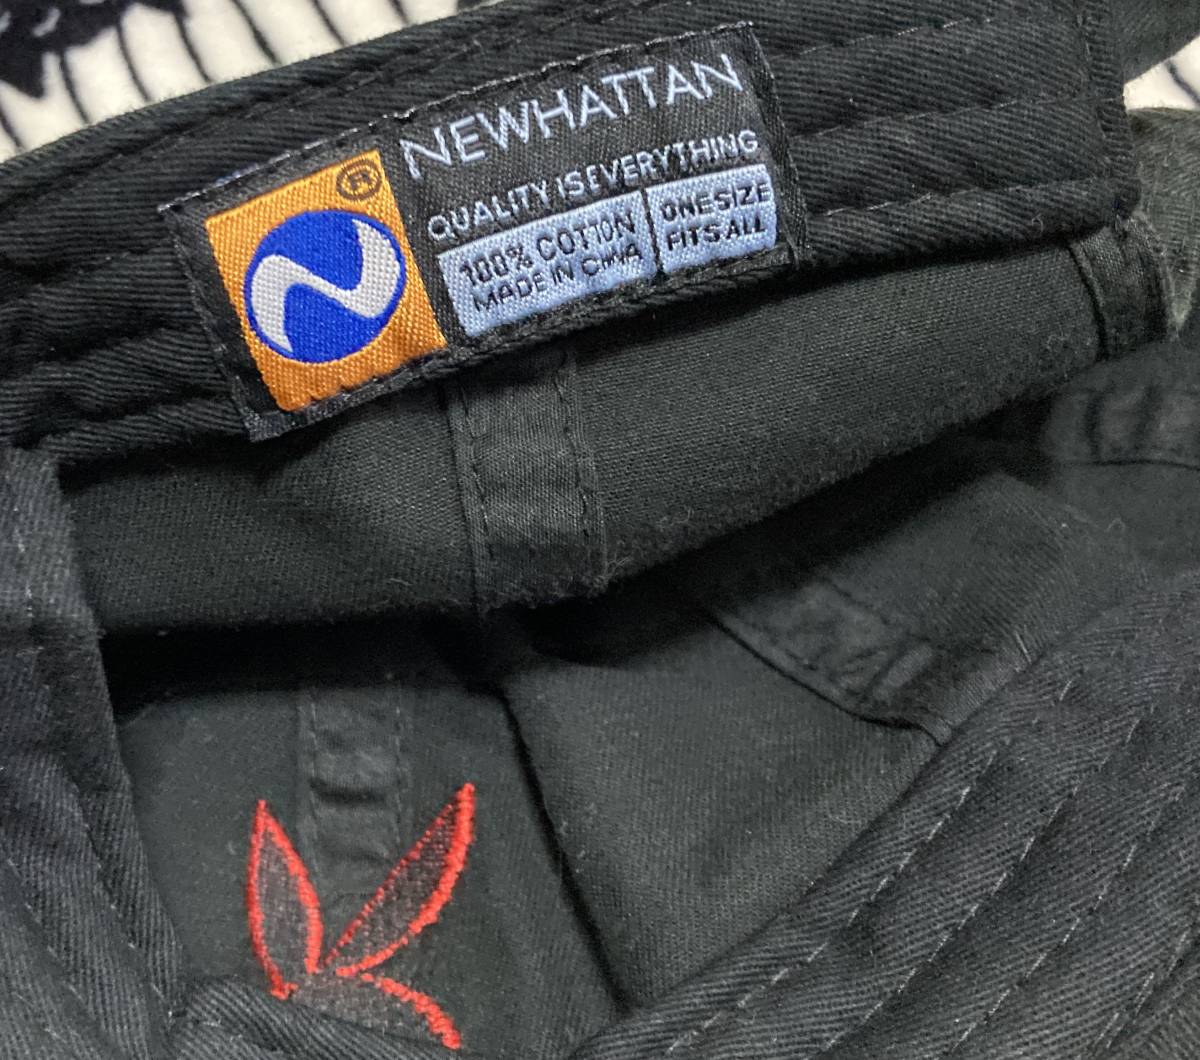 ®
NEWHATTAN
QUALITY IS EVERYTHING
100% COTTON
MADE IN CHINA
ONE SIZE
FITS ALL